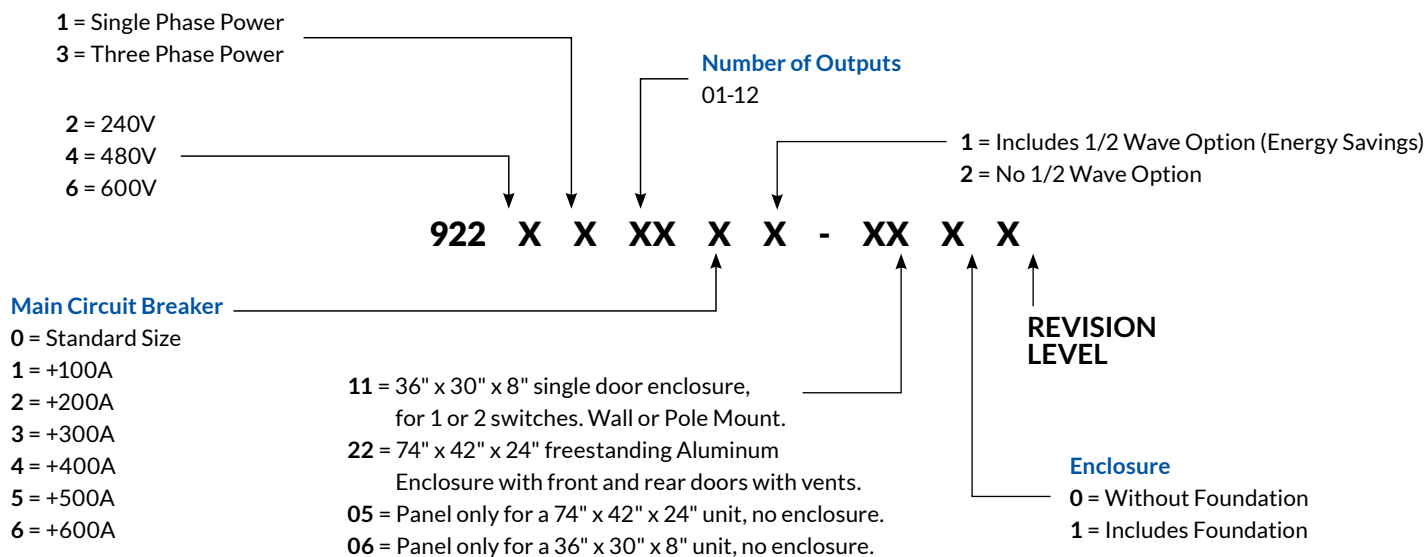 1 = Single Phase Power
3 = Three Phase Power
Number of Outputs
01-12
2 = 240V
4 = 480V
6 = 600V
1 = Includes 1/2 Wave Option (Energy Savings)
2 = No 1/2 Wave Option
922 X X XX X X - XX X X
Main Circuit Breaker
0 = Standard Size
1 = +100A
2 = +200A
3 = +300A
4 = +400A
5 = +500A
6 = +600A
11 = 36" x 30" x 8" single door enclosure,
for 1 or 2 switches. Wall or Pole Mount.
22 = 74" x 42" x 24" freestanding Aluminum
Enclosure with front and rear doors with vents.
05 = Panel only for a 74" x 42" x 24" unit, no enclosure.
06 = Panel only for a 36" x 30" x 8" unit, no enclosure.
REVISION
LEVEL
Enclosure
0 = Without Foundation
1 = Includes Foundation